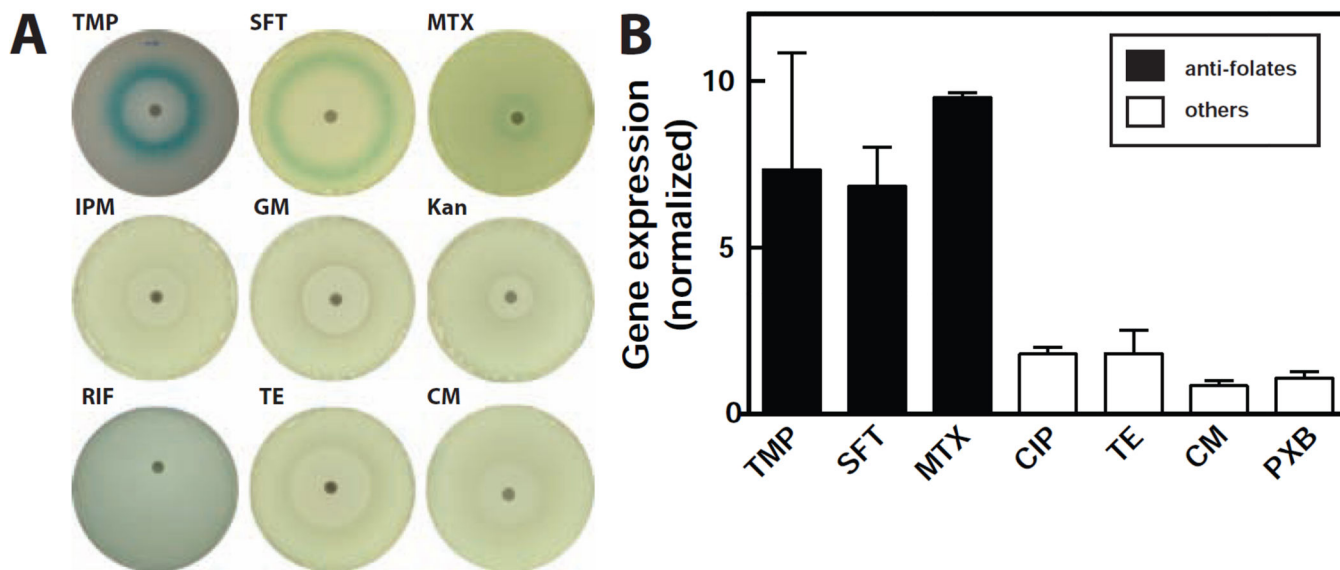 A
TMP SFT MTX
IPM GM Kan
RIF TE CM
B
Gene expression
(normalized)
10
5
0
anti-folates
others
TMP SFT MTX CIP TE CM PXB